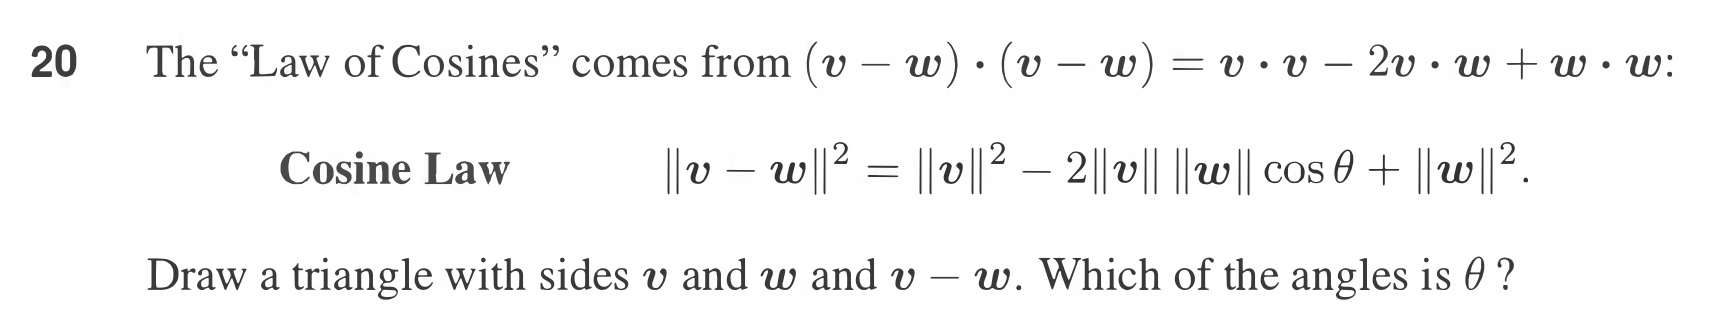 20 The “Law of Cosines” comes from (v − w) · (v − w) = v · v − 2v · w + w · w:
Cosine Law ‖v − w‖² = ‖v‖² − 2‖v‖ ‖w‖ cos θ + ‖w‖².
Draw a triangle with sides v and w and v − w. Which of the angles is θ ?